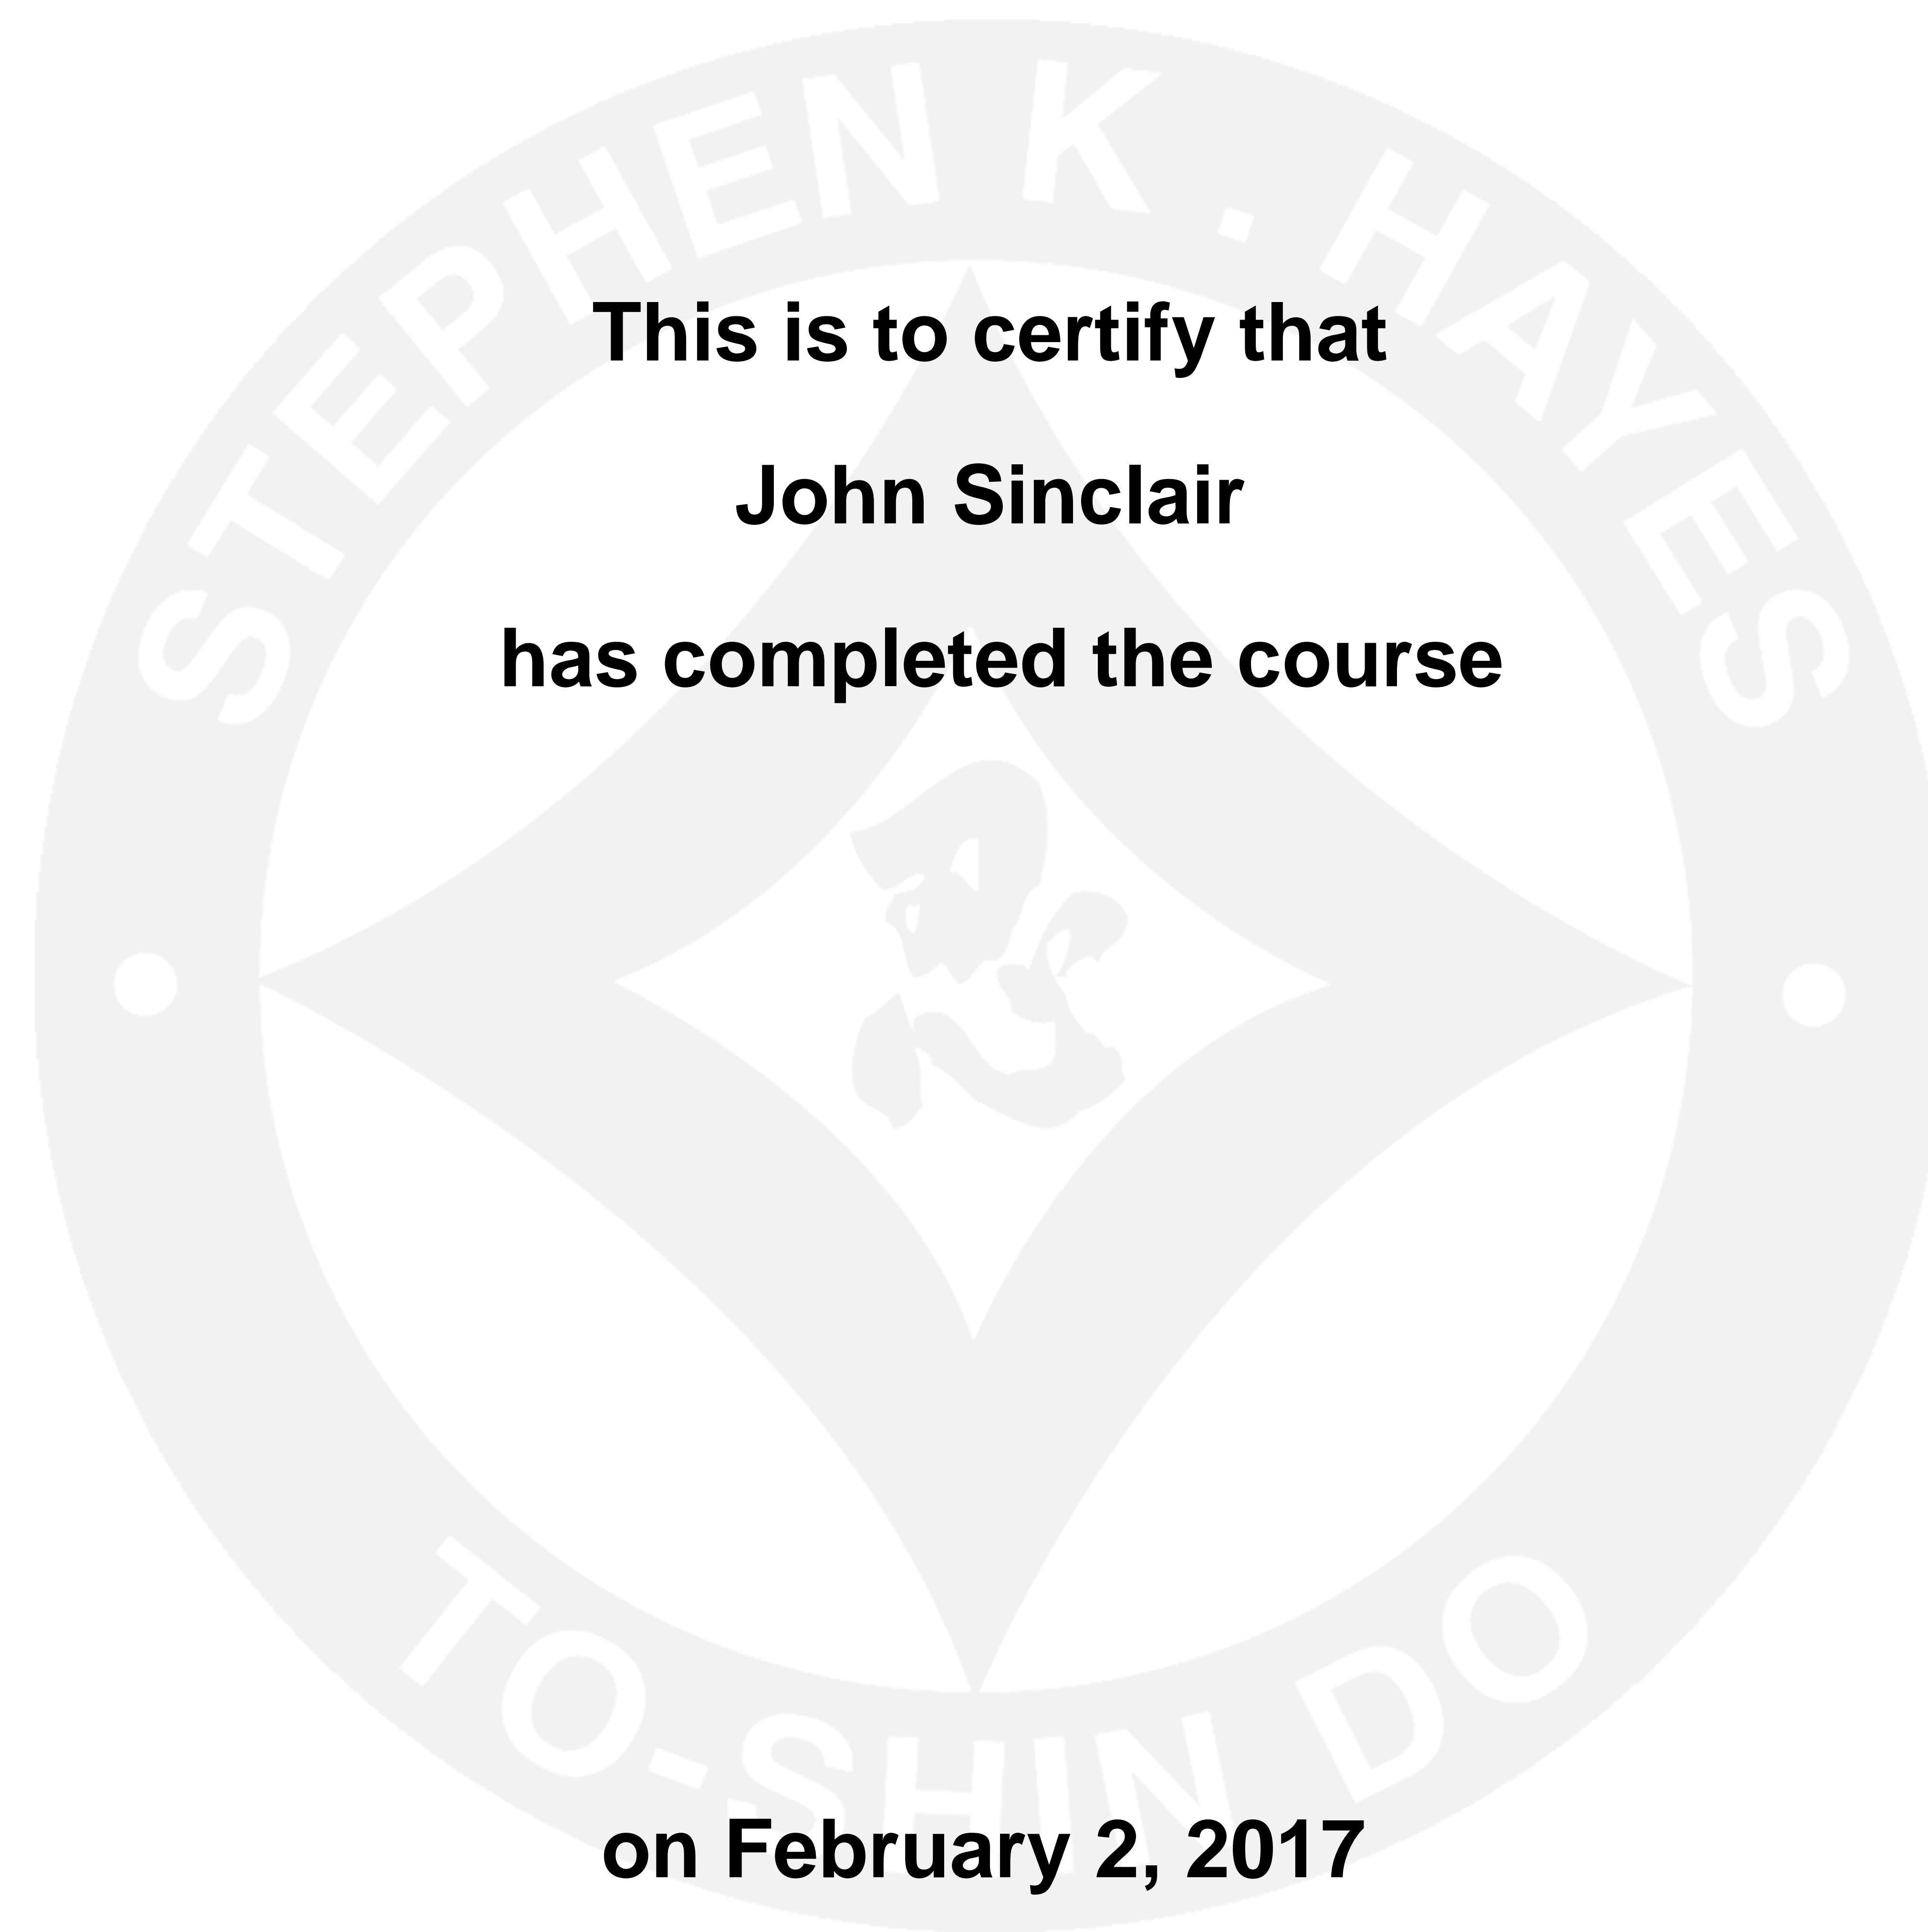 STEPHEN K. HAYES
This is to certify that
John Sinclair
has completed the course
忍
TO-SHIN DO
on February 2, 2017